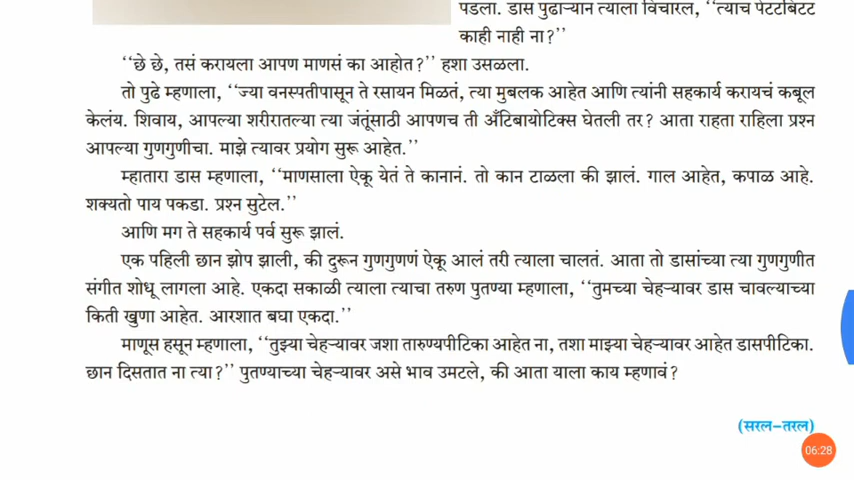 पडला. डास पुढाऱ्यानं त्याला विचारलं, ‘‘त्याचं पेटंटबिटंट
काही नाही ना?’’
‘‘छे छे, तसं करायला आपण माणसं का आहोत?’’ हशा उसळला.
तो पुढे म्हणाला, ‘‘ज्या वनस्पतीपासून ते रसायन मिळतं, त्या मुबलक आहेत आणि त्यांनी सहकार्य करायचं कबूल
केलंय. शिवाय, आपल्या शरीरातल्या त्या जंतूंसाठी आपणच ती अँटिबायोटिक्स घेतली तर? आता राहता राहिला प्रश्न
आपल्या गुणगुणीचा. माझे त्यावर प्रयोग सुरू आहेत.’’
म्हातारा डास म्हणाला, ‘‘माणसाला ऐकू येतं ते कानानं. तो कान टाळला की झालं. गाल आहेत, कपाळ आहे.
शक्यतो पाय पकडा. प्रश्न सुटेल.’’
आणि मग ते सहकार्य पर्व सुरू झालं.
एक पहिली छान झोप झाली, की दुरून गुणगुणणं ऐकू आलं तरी त्याला चालतं. आता तो डासांच्या त्या गुणगुणीत
संगीत शोधू लागला आहे. एकदा सकाळी त्याला त्याचा तरुण पुतण्या म्हणाला, ‘‘तुमच्या चेहऱ्यावर डास चावल्याच्या
किती खुणा आहेत. आरशात बघा एकदा.’’
माणूस हसून म्हणाला, ‘‘तुझ्या चेहऱ्यावर जशा तारुण्यपीटिका आहेत ना, तशा माझ्या चेहऱ्यावर आहेत डासपीटिका.
छान दिसतात ना त्या?’’ पुतण्याच्या चेहऱ्यावर असे भाव उमटले, की आता याला काय म्हणावं?
(सरल-तरल)
06:28